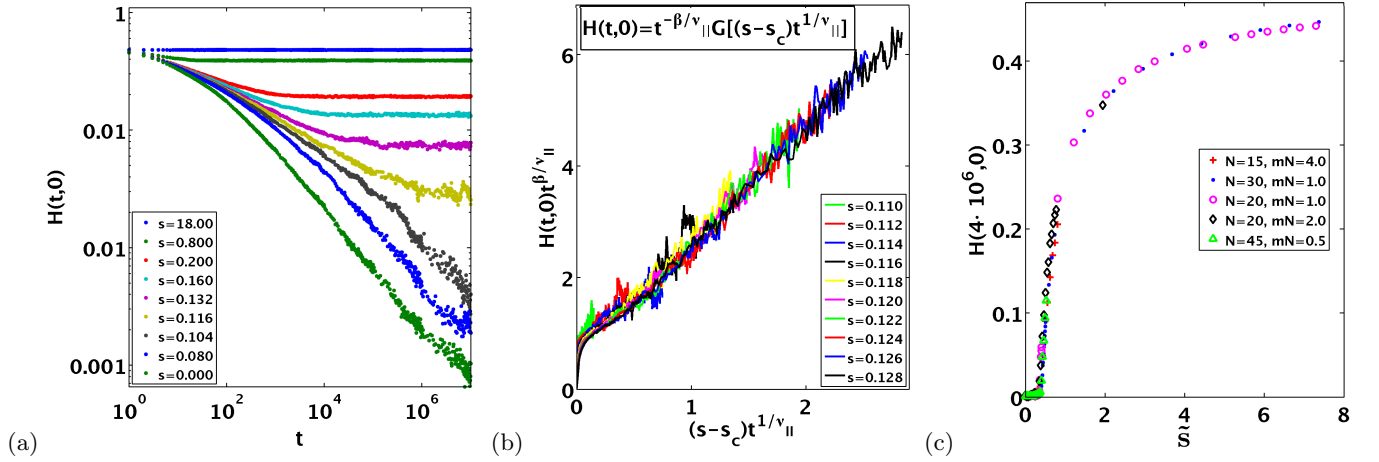 0.1
0.01
0.001
H(t,0)
s=18.00
s=0.800
s=0.200
s=0.160
s=0.132
s=0.116
s=0.104
s=0.080
s=0.000
10^0 10^2 10^4 10^6
t
(a)
H(t,0)=t^{-β/ν_{||}}G[(s−s_c)t^{1/ν_{||}}]
6
4
2
0
H(t,0)t^{β/ν_{||}}
s=0.110
s=0.112
s=0.114
s=0.116
s=0.118
s=0.120
s=0.122
s=0.124
s=0.126
s=0.128
0 1 2
(s−s_c)t^{1/ν_{||}}
(b)
0.4
0.3
0.2
0.1
0
H(4·10^6,0)
N=15, mN=4.0
N=30, mN=1.0
N=20, mN=1.0
N=20, mN=2.0
N=45, mN=0.5
0 2 4 6 8
s̃
(c)